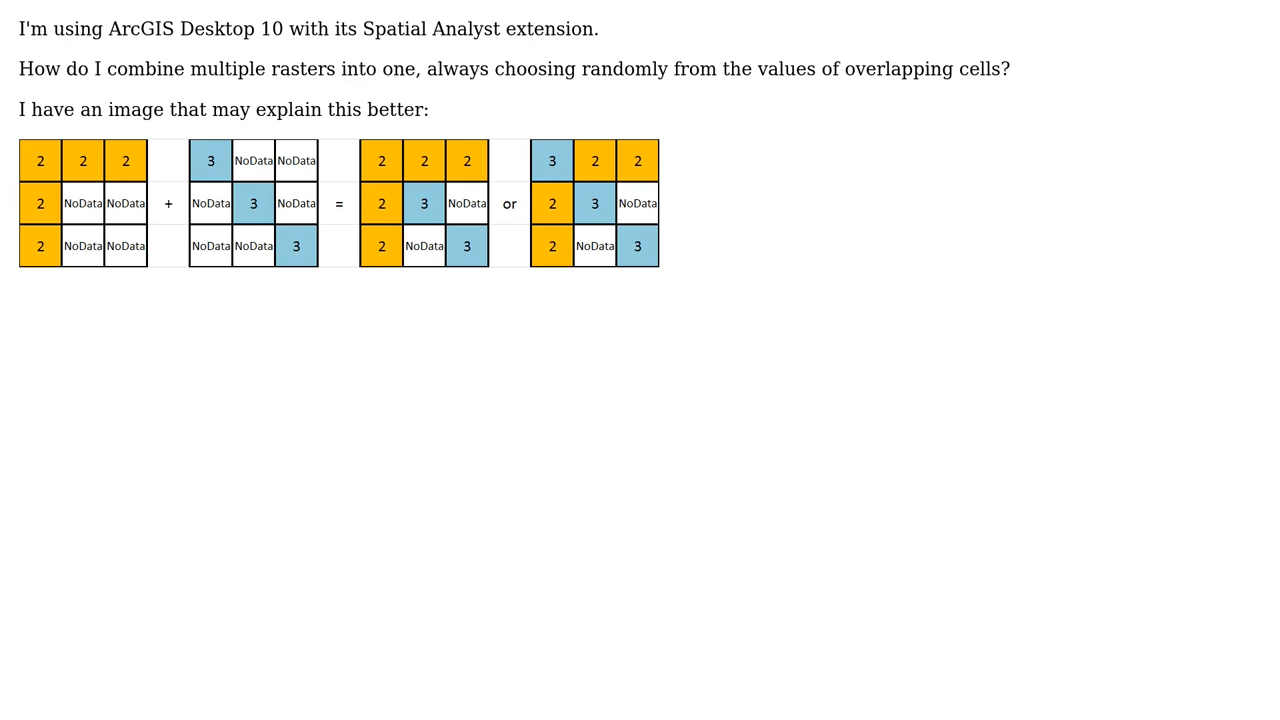 I'm using ArcGIS Desktop 10 with its Spatial Analyst extension.
How do I combine multiple rasters into one, always choosing randomly from the values of overlapping cells?
I have an image that may explain this better:
2 2 2 3 NoData NoData 2 2 2 3 2 2
2 NoData NoData + NoData 3 NoData = 2 3 NoData or 2 3 NoData
2 NoData NoData NoData NoData 3 2 NoData 3 2 NoData 3